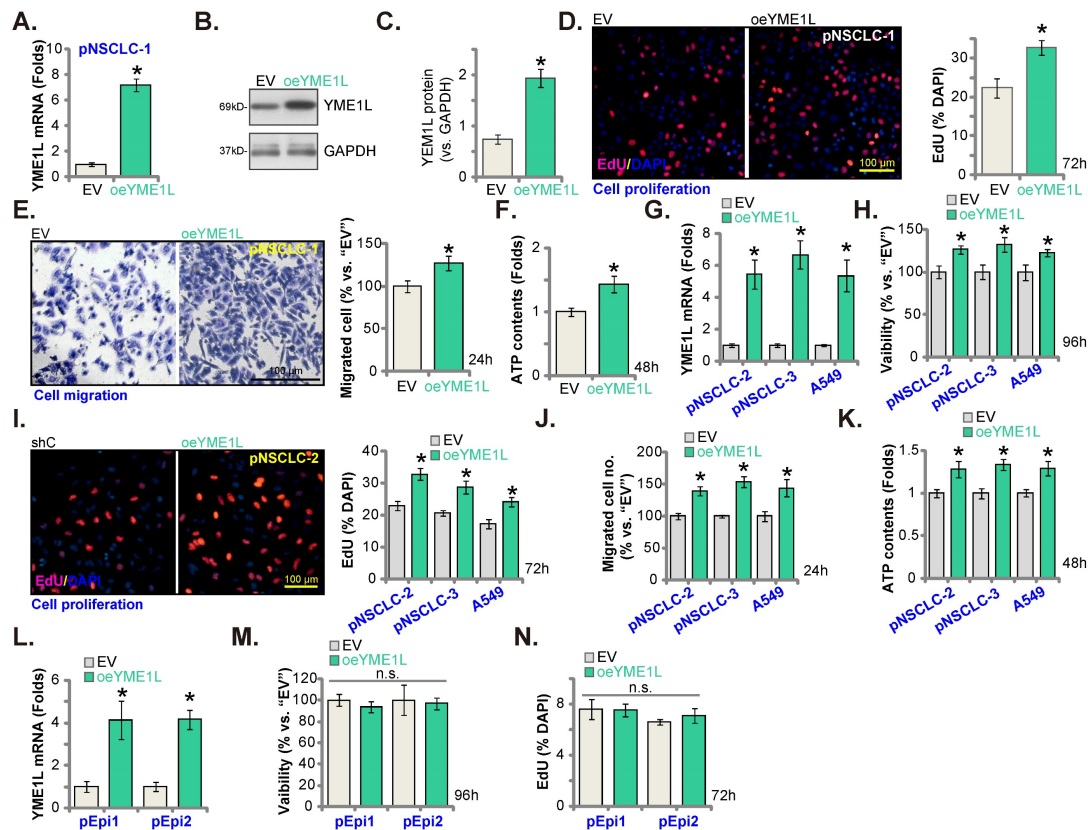 A.
pNSCLC-1
YME1L mRNA (Folds)
8
6
4
2
0
*
EV oeYME1L
B.
EV oeYME1L
69kD-
YME1L
37kD-
GAPDH
C.
YEM1L protein
(vs. GAPDH)
2
1
0
*
EV oeYME1L
D.
EV
oeYME1L
pNSCLC-1
EdU/DAPI
100 µm
Cell proliferation
EdU (% DAPI)
30
20
10
0
*
EV
oeYME1L
72h
E.
EV
oeYME1L
pNSCLC-1
100 µm
Cell migration
Migrated cell (% vs. “EV”)
150
100
50
0
*
EV
oeYME1L
24h
F.
ATP contents (Folds)
2
1
0
*
EV
oeYME1L
48h
G.
EV
oeYME1L
YME1L mRNA (Folds)
8
6
4
2
0
* * *
pNSCLC-2
pNSCLC-3
A549
H.
EV
oeYME1L
Vaibility (% vs. “EV”)
150
100
50
0
* * *
pNSCLC-2
pNSCLC-3
A549
96h
I.
shC
oeYME1L
pNSCLC-2
EdU/DAPI
100 µm
Cell proliferation
EV
oeYME1L
EdU (% DAPI)
40
30
20
10
0
* * *
pNSCLC-2
pNSCLC-3
A549
72h
J.
EV
oeYME1L
Migrated cell no.
(% vs. “EV”)
200
150
100
50
0
* * *
pNSCLC-2
pNSCLC-3
A549
24h
K.
EV
oeYME1L
ATP contents (Folds)
1.5
1
0.5
0
* * *
pNSCLC-2
pNSCLC-3
A549
48h
L.
EV
oeYME1L
YME1L mRNA (Folds)
6
4
2
0
* *
pEpi1 pEpi2
M.
EV
oeYME1L
n.s.
Vaibility (% vs. “EV”)
120
100
80
60
40
20
0
pEpi1 pEpi2
96h
N.
EV
oeYME1L
n.s.
EdU (% DAPI)
8
4
0
pEpi1 pEpi2
72h